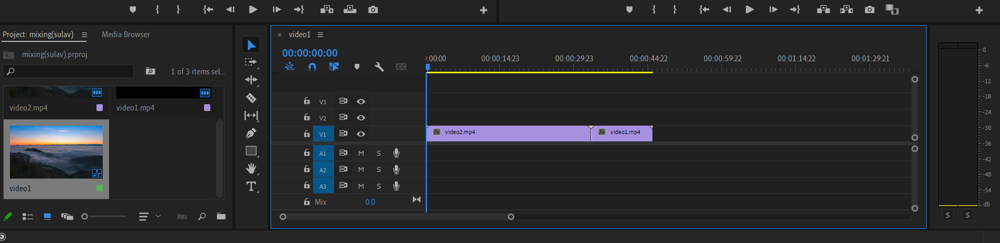 Project: mixing(sulav)
Media Browser
mixing(sulav).prproj
1 of 3 items sel...
video2.mp4
video1.mp4
video1
× video1
00:00:00:00
:00:00 00:00:14:23 00:00:29:23 00:00:44:22 00:00:59:22 00:01:14:22 00:01:29:21
CC
V3
V2
V1
fx video2.mp4 fx video1.mp4
A1 M S
A2 M S
A3 M S
Mix 0.0
T
0
-6
-12
-18
-24
-30
-36
-42
-48
-54
dB
S S